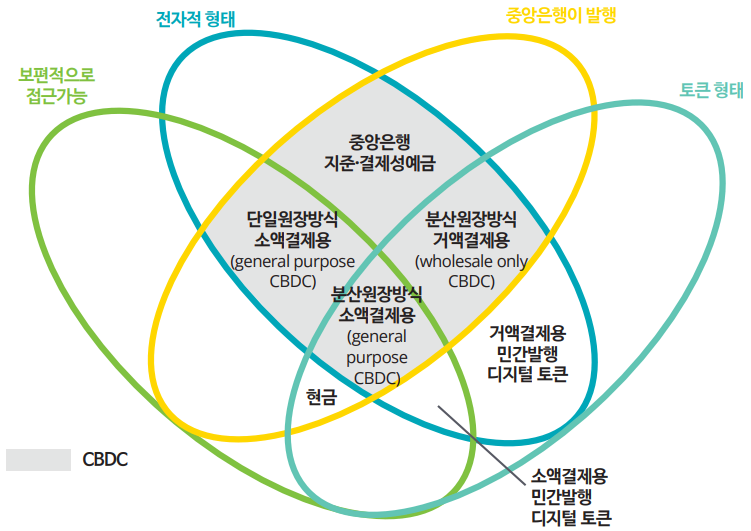 전자적 형태
중앙은행이 발행
보편적으로
접근가능
토큰 형태
중앙은행
지준·결제성예금
단일원장방식
소액결제용
(general purpose
CBDC)
분산원장방식
거액결제용
(wholesale only
CBDC)
분산원장방식
소액결제용
(general
purpose
CBDC)
거액결제용
민간발행
디지털 토큰
현금
CBDC
소액결제용
민간발행
디지털 토큰